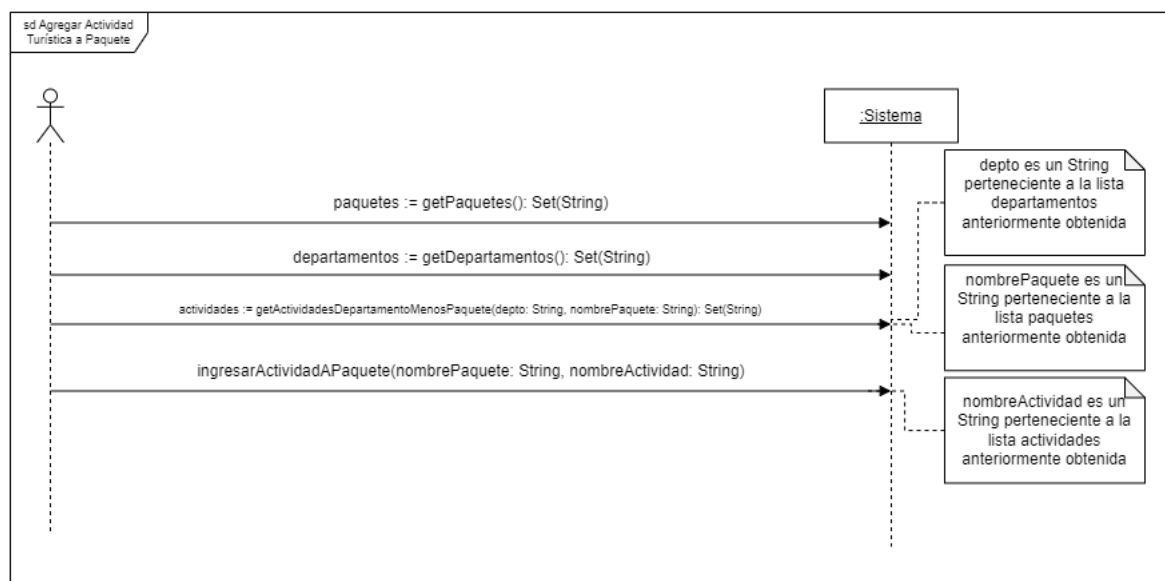 sd Agregar Actividad
Turística a Paquete
:Sistema
depto es un String
perteneciente a la lista
departamentos
anteriormente obtenida
paquetes := getPaquetes(): Set(String)
departamentos := getDepartamentos(): Set(String)
nombrePaquete es un
String perteneciente a la
lista paquetes
anteriormente obtenida
actividades := getActividadesDepartamentoMenosPaquete(depto: String, nombrePaquete: String): Set(String)
ingresarActividadAPaquete(nombrePaquete: String, nombreActividad: String)
nombreActividad es un
String perteneciente a la
lista actividades
anteriormente obtenida